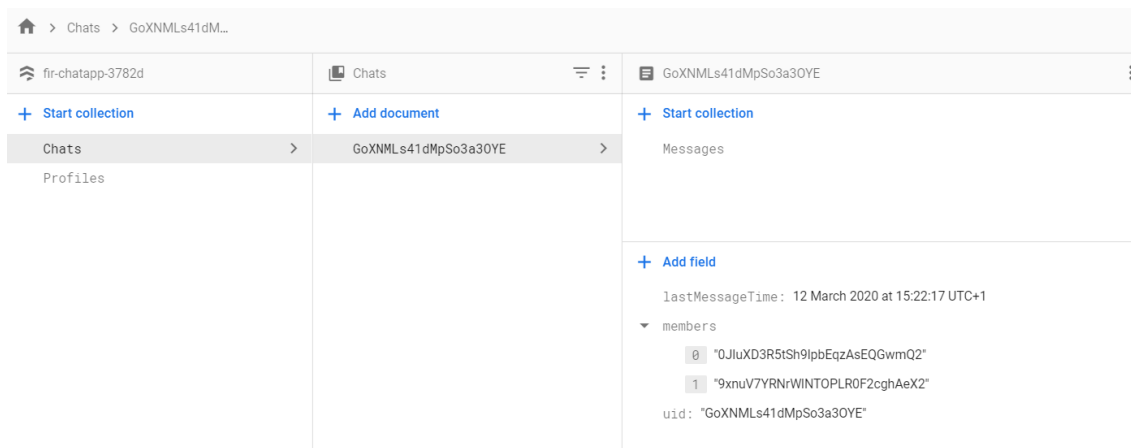 Chats GoXNMLs41dM…
fir-chatapp-3782d
Chats
GoXNMLs41dMpSo3a3OYE
+ Start collection
+ Add document
+ Start collection
Chats
GoXNMLs41dMpSo3a3OYE
Messages
Profiles
+ Add field
lastMessageTime: 12 March 2020 at 15:22:17 UTC+1
members
0 "0JIuXD3R5tSh9lpbEqzAsEQGwmQ2"
1 "9xnuV7YRNrWINTOPLR0F2cghAeX2"
uid: "GoXNMLs41dMpSo3a3OYE"